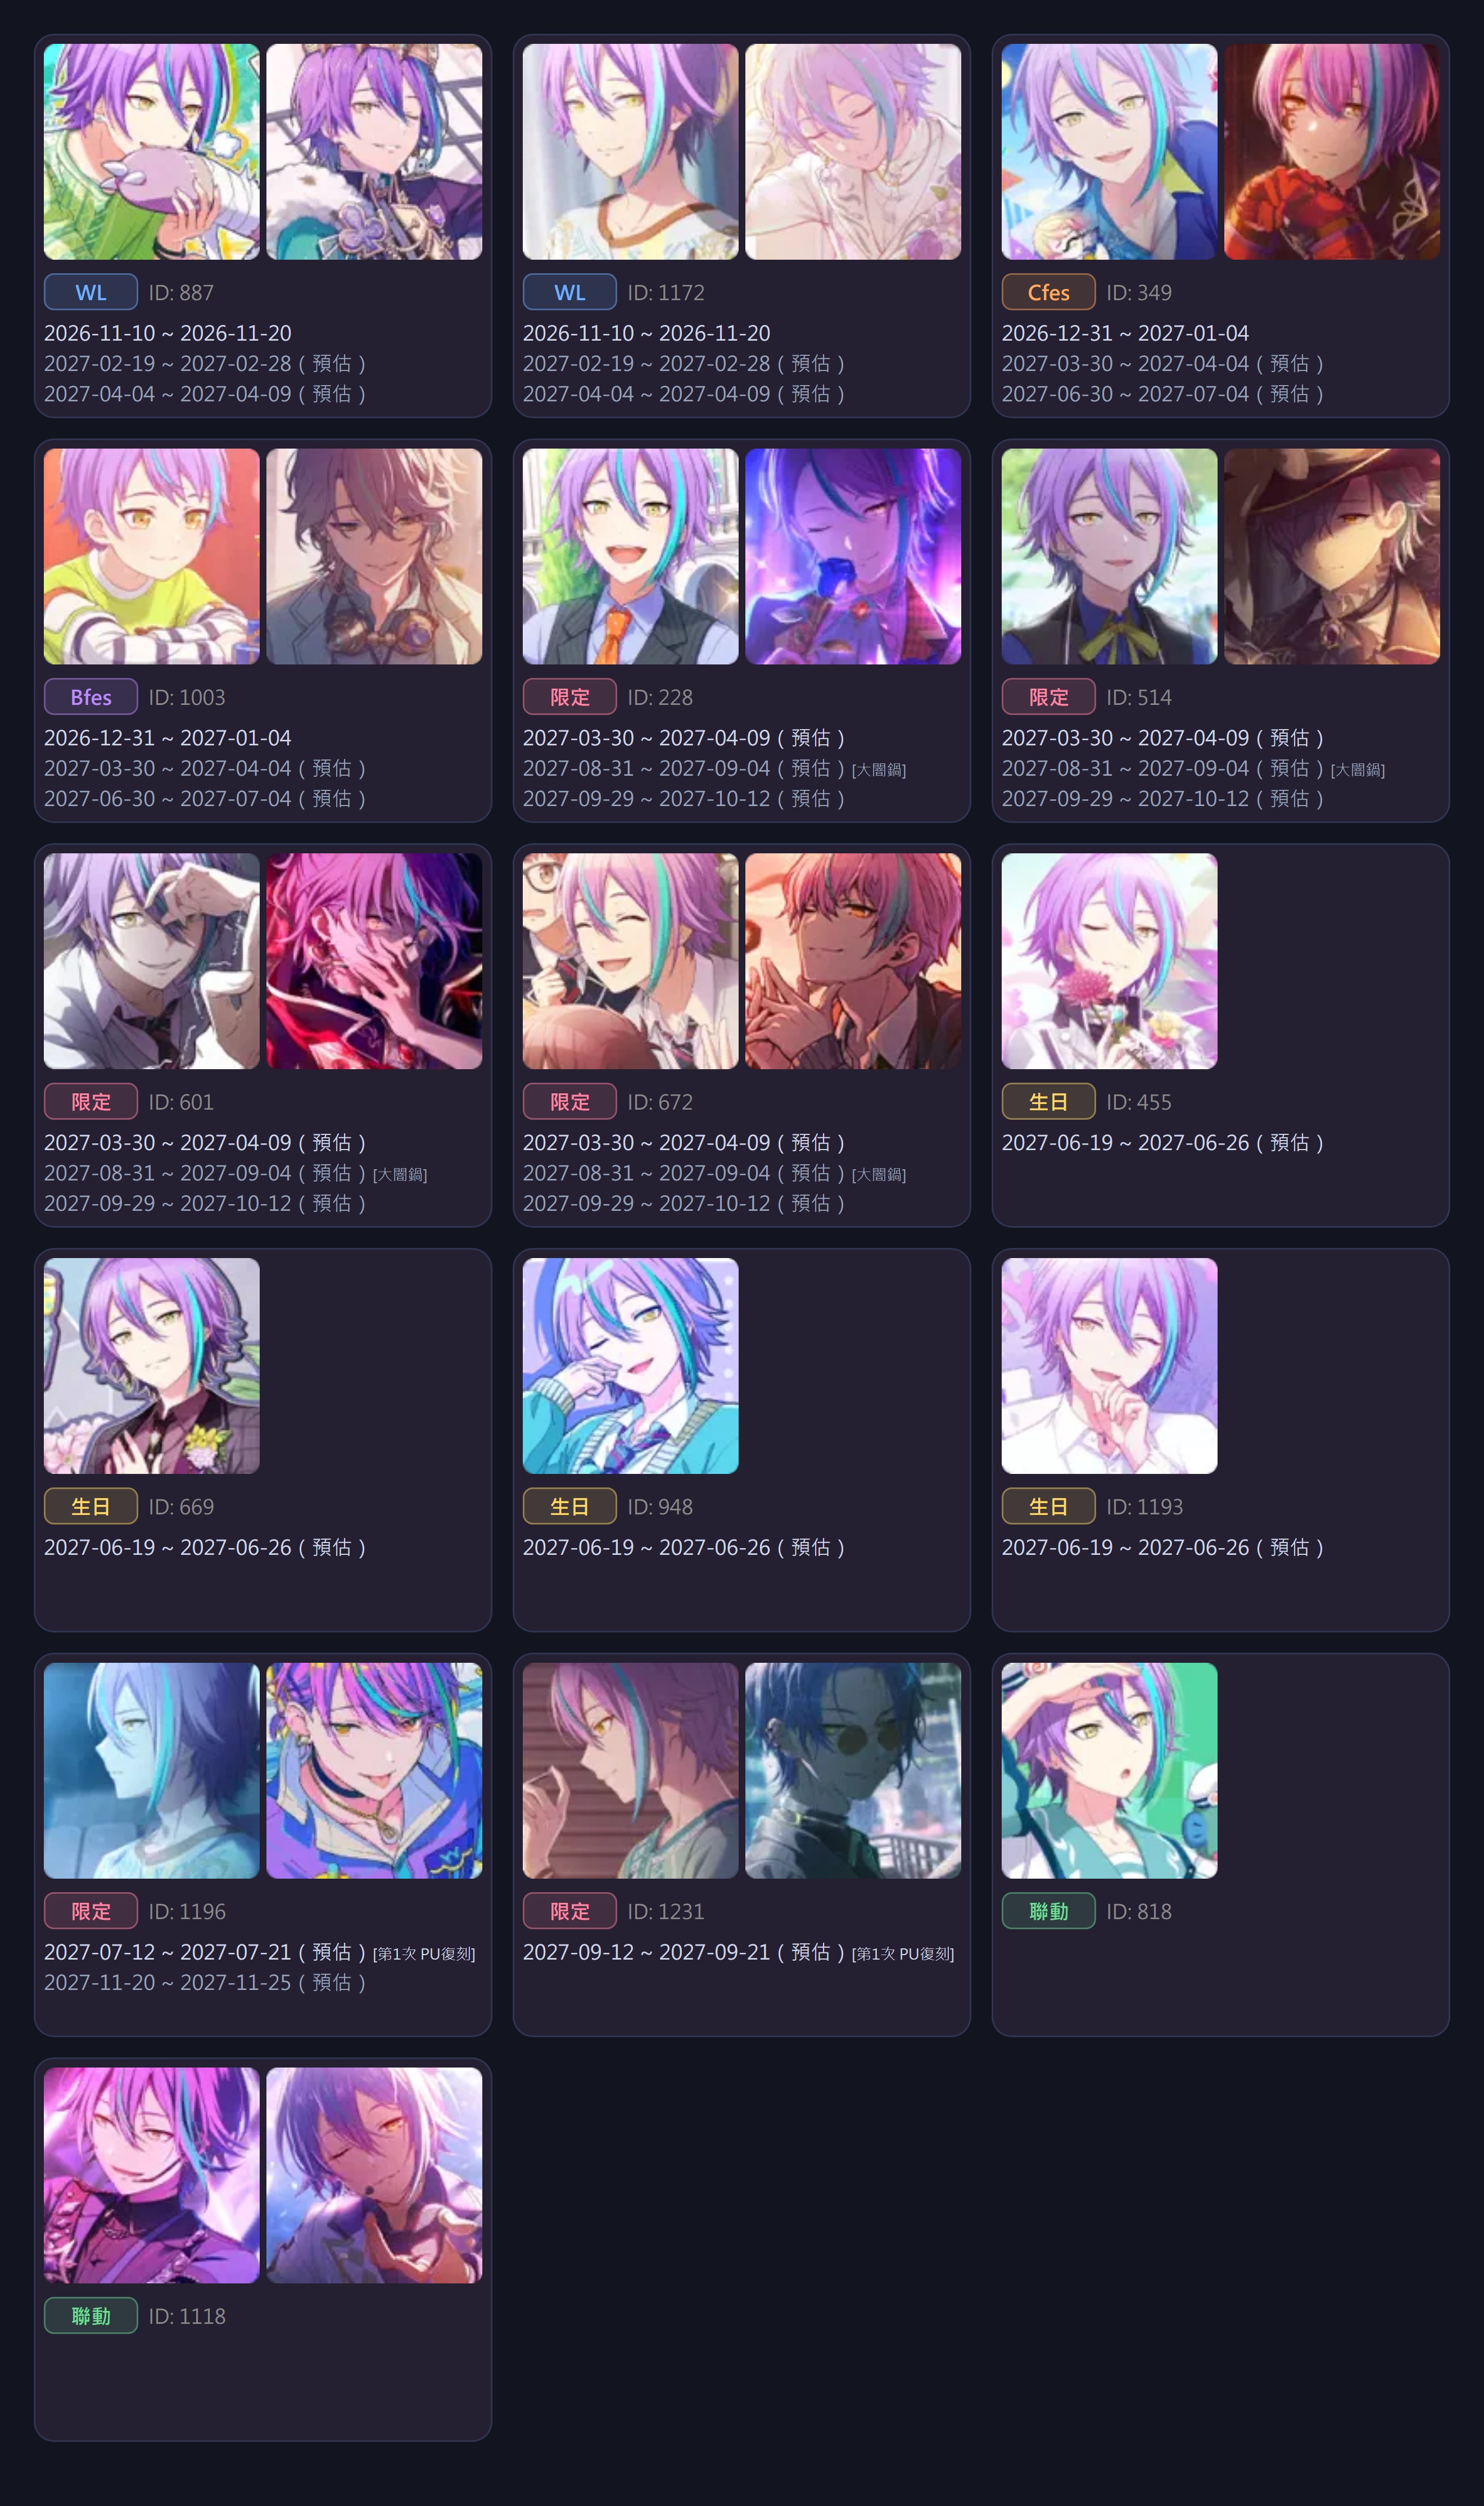 WL ID: 887
2026-11-10 ~ 2026-11-20
2027-02-19 ~ 2027-02-28 ( 預估 )
2027-04-04 ~ 2027-04-09 ( 預估 )
WL ID: 1172
2026-11-10 ~ 2026-11-20
2027-02-19 ~ 2027-02-28 ( 預估 )
2027-04-04 ~ 2027-04-09 ( 預估 )
Cfes ID: 349
2026-12-31 ~ 2027-01-04
2027-03-30 ~ 2027-04-04 ( 預估 )
2027-06-30 ~ 2027-07-04 ( 預估 )
Bfes ID: 1003
2026-12-31 ~ 2027-01-04
2027-03-30 ~ 2027-04-04 ( 預估 )
2027-06-30 ~ 2027-07-04 ( 預估 )
限定 ID: 228
2027-03-30 ~ 2027-04-09 ( 預估 )
2027-08-31 ~ 2027-09-04 ( 預估 ) [大闇鍋]
2027-09-29 ~ 2027-10-12 ( 預估 )
限定 ID: 514
2027-03-30 ~ 2027-04-09 ( 預估 )
2027-08-31 ~ 2027-09-04 ( 預估 ) [大闇鍋]
2027-09-29 ~ 2027-10-12 ( 預估 )
限定 ID: 601
2027-03-30 ~ 2027-04-09 ( 預估 )
2027-08-31 ~ 2027-09-04 ( 預估 ) [大闇鍋]
2027-09-29 ~ 2027-10-12 ( 預估 )
限定 ID: 672
2027-03-30 ~ 2027-04-09 ( 預估 )
2027-08-31 ~ 2027-09-04 ( 預估 ) [大闇鍋]
2027-09-29 ~ 2027-10-12 ( 預估 )
生日 ID: 455
2027-06-19 ~ 2027-06-26 ( 預估 )
生日 ID: 669
2027-06-19 ~ 2027-06-26 ( 預估 )
生日 ID: 948
2027-06-19 ~ 2027-06-26 ( 預估 )
生日 ID: 1193
2027-06-19 ~ 2027-06-26 ( 預估 )
限定 ID: 1196
2027-07-12 ~ 2027-07-21 ( 預估 ) [第1次 PU復刻]
2027-11-20 ~ 2027-11-25 ( 預估 )
限定 ID: 1231
2027-09-12 ~ 2027-09-21 ( 預估 ) [第1次 PU復刻]
聯動 ID: 818
聯動 ID: 1118